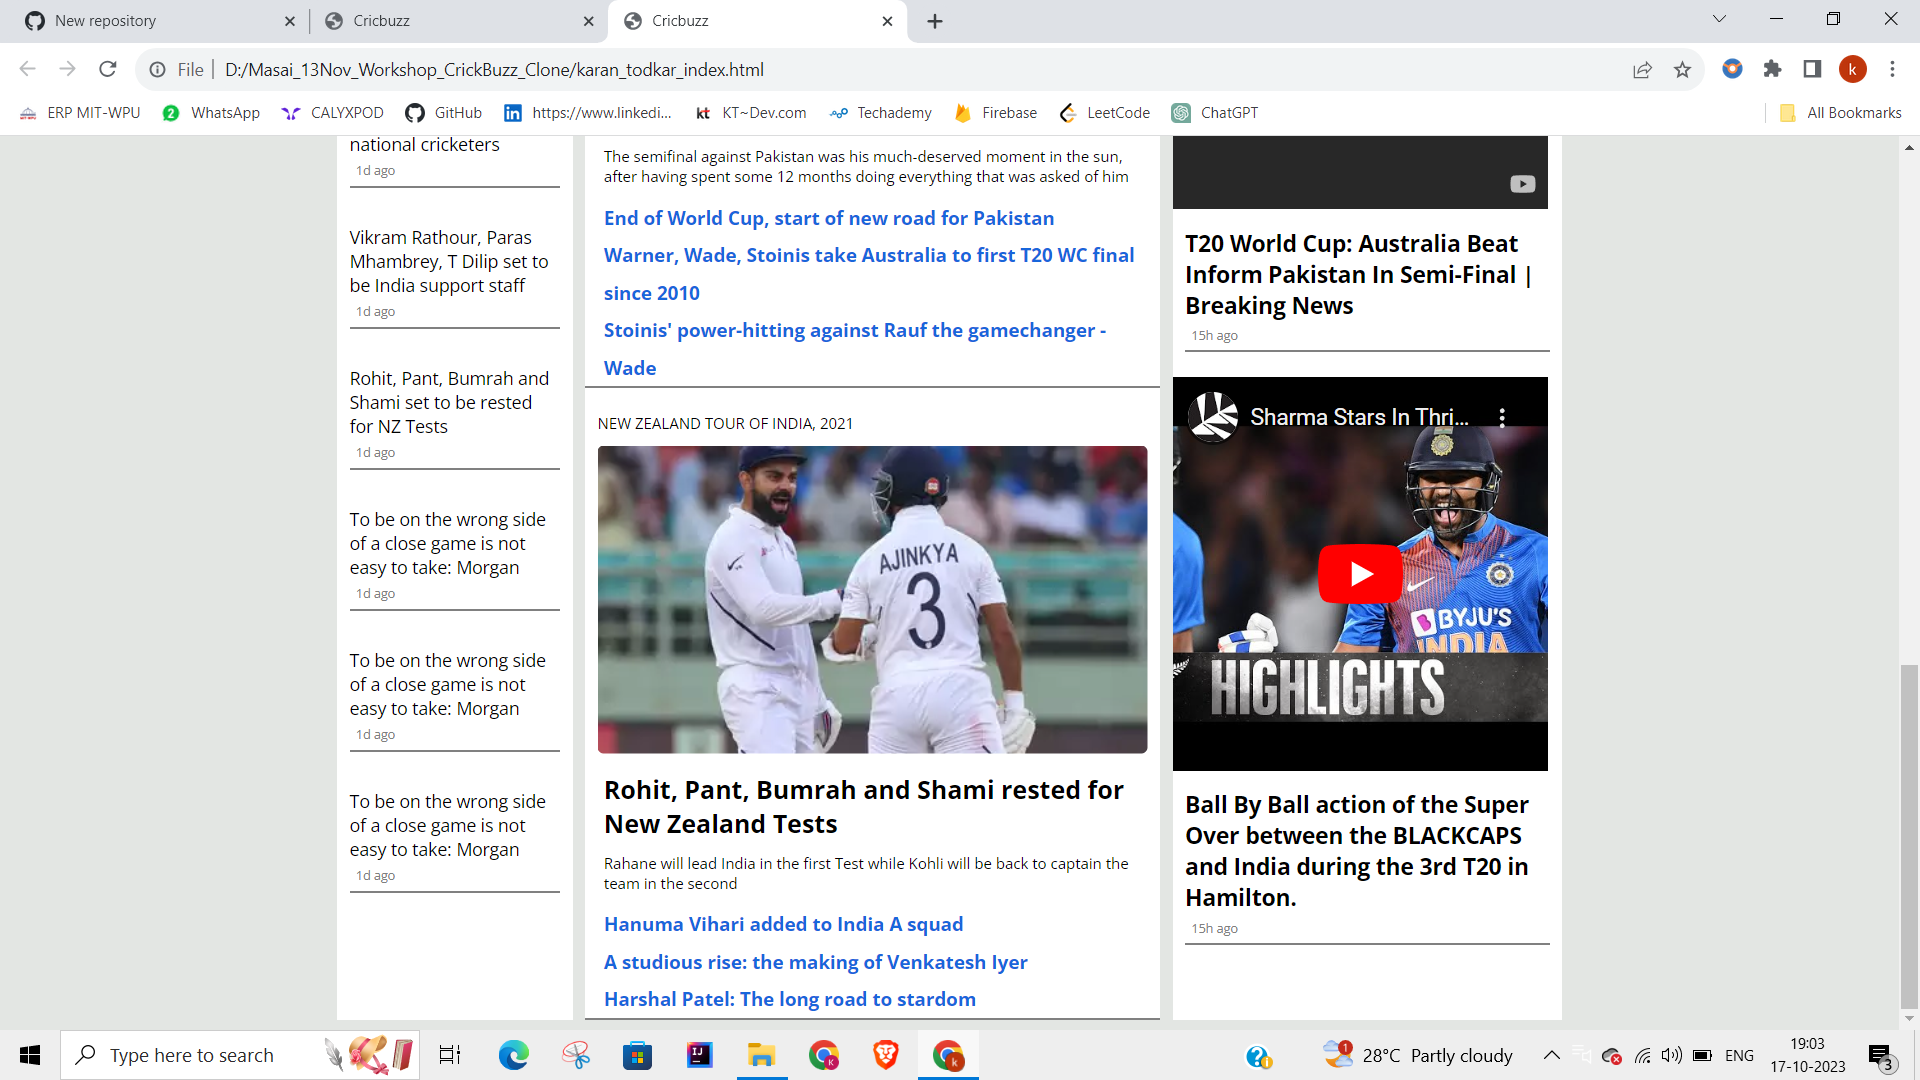 New repository
Cricbuzz
Cricbuzz
File
D:/Masai_13Nov_Workshop_CrickBuzz_Clone/karan_todkar_index.html
k
ERP MIT-WPU
2
WhatsApp
CALYXPOD
GitHub
https://www.linkedi...
kt
KT~Dev.com
Techademy
Firebase
LeetCode
ChatGPT
All Bookmarks
national cricketers
1d ago
Vikram Rathour, Paras
Mhambrey, T Dilip set to
be India support staff
1d ago
Rohit, Pant, Bumrah and
Shami set to be rested
for NZ Tests
1d ago
To be on the wrong side
of a close game is not
easy to take: Morgan
1d ago
To be on the wrong side
of a close game is not
easy to take: Morgan
1d ago
To be on the wrong side
of a close game is not
easy to take: Morgan
1d ago
The semifinal against Pakistan was his much-deserved moment in the sun,
after having spent some 12 months doing everything that was asked of him
End of World Cup, start of new road for Pakistan
Warner, Wade, Stoinis take Australia to first T20 WC final
since 2010
Stoinis' power-hitting against Rauf the gamechanger -
Wade
NEW ZEALAND TOUR OF INDIA, 2021
AJINKYA
3
Rohit, Pant, Bumrah and Shami rested for
New Zealand Tests
Rahane will lead India in the first Test while Kohli will be back to captain the
team in the second
Hanuma Vihari added to India A squad
A studious rise: the making of Venkatesh Iyer
Harshal Patel: The long road to stardom
T20 World Cup: Australia Beat
Inform Pakistan In Semi-Final |
Breaking News
15h ago
Sharma Stars In Thri...
BYJU'S
INDIA
HIGHLIGHTS
Ball By Ball action of the Super
Over between the BLACKCAPS
and India during the 3rd T20 in
Hamilton.
15h ago
Type here to search
IJ
K
k
1
28°C Partly cloudy
ENG
19:03
17-10-2023
3